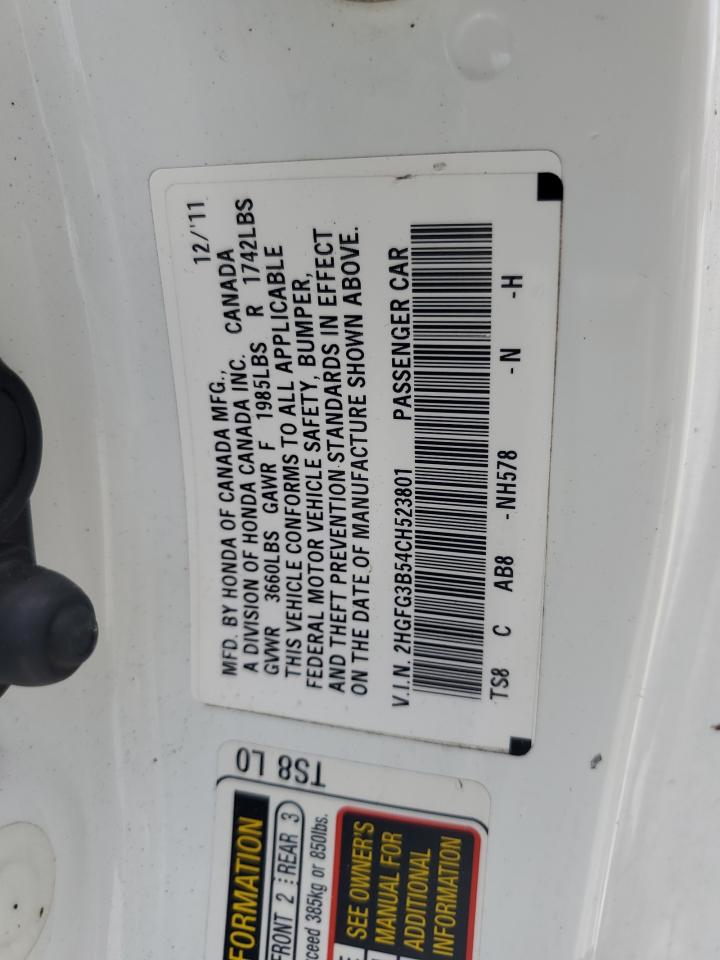 12/'11
MFD. BY HONDA OF CANADA MFG.,
A DIVISION OF HONDA CANADA INC. CANADA
GVWR 3660LBS GAWR F 1985LBS R 1742LBS
THIS VEHICLE CONFORMS TO ALL APPLICABLE
FEDERAL MOTOR VEHICLE SAFETY, BUMPER,
AND THEFT PREVENTION STANDARDS IN EFFECT
ON THE DATE OF MANUFACTURE SHOWN ABOVE.
V.I.N. 2HGFG3B54CH523801 PASSENGER CAR
TS8 C AB8 -NH578 -N -H
TS8 L0
FRONT 2 REAR 3
385kg or 850lbs.
SEE OWNER'S
MANUAL FOR
ADDITIONAL
INFORMATION